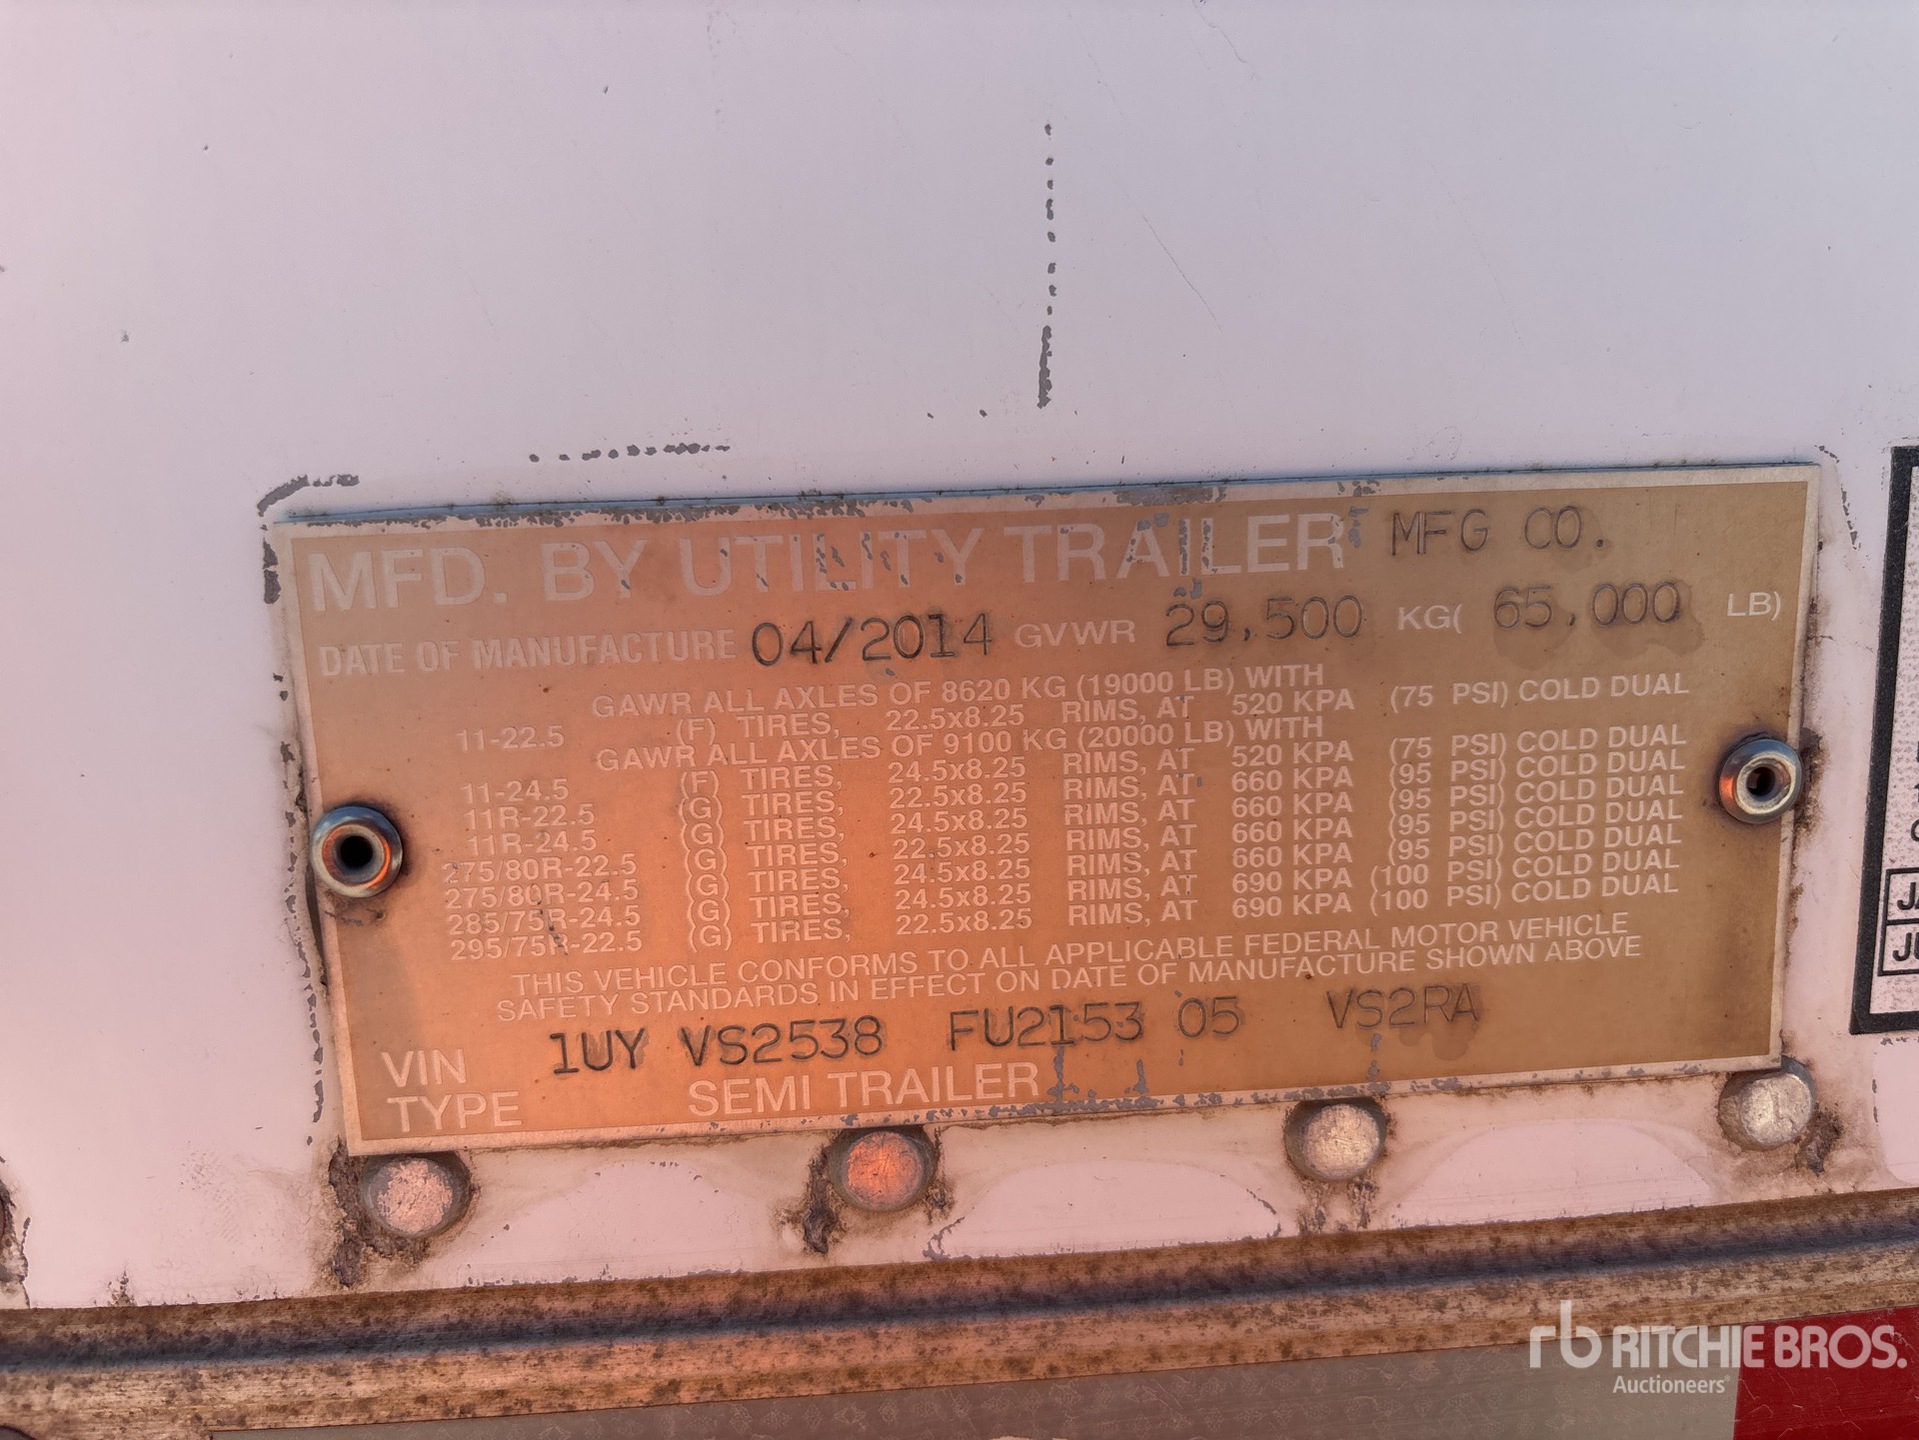 MFD. BY UTILITY TRAILER MFG CO.
DATE OF MANUFACTURE 04/2014 GVWR 29,500 KG( 65,000 LB)
GAWR ALL AXLES OF 8620 KG (19000 LB) WITH
11-22.5 (F) TIRES, 22.5x8.25 RIMS, AT 520 KPA (75 PSI) COLD DUAL
GAWR ALL AXLES OF 9100 KG (20000 LB) WITH
11-24.5 (F) TIRES, 24.5x8.25 RIMS, AT 520 KPA (75 PSI) COLD DUAL
11R-22.5 (G) TIRES, 22.5x8.25 RIMS, AT 660 KPA (95 PSI) COLD DUAL
11R-24.5 (G) TIRES, 24.5x8.25 RIMS, AT 660 KPA (95 PSI) COLD DUAL
275/80R-22.5 (G) TIRES, 22.5x8.25 RIMS, AT 660 KPA (95 PSI) COLD DUAL
275/80R-24.5 (G) TIRES, 24.5x8.25 RIMS, AT 660 KPA (95 PSI) COLD DUAL
285/75R-24.5 (G) TIRES, 24.5x8.25 RIMS, AT 690 KPA (100 PSI) COLD DUAL
295/75R-22.5 (G) TIRES, 22.5x8.25 RIMS, AT 690 KPA (100 PSI) COLD DUAL
THIS VEHICLE CONFORMS TO ALL APPLICABLE FEDERAL MOTOR VEHICLE
SAFETY STANDARDS IN EFFECT ON DATE OF MANUFACTURE SHOWN ABOVE
VIN 1UY VS2538 FU2153 05 VS2RA
TYPE SEMI TRAILER
rb RITCHIE BROS.
Auctioneers